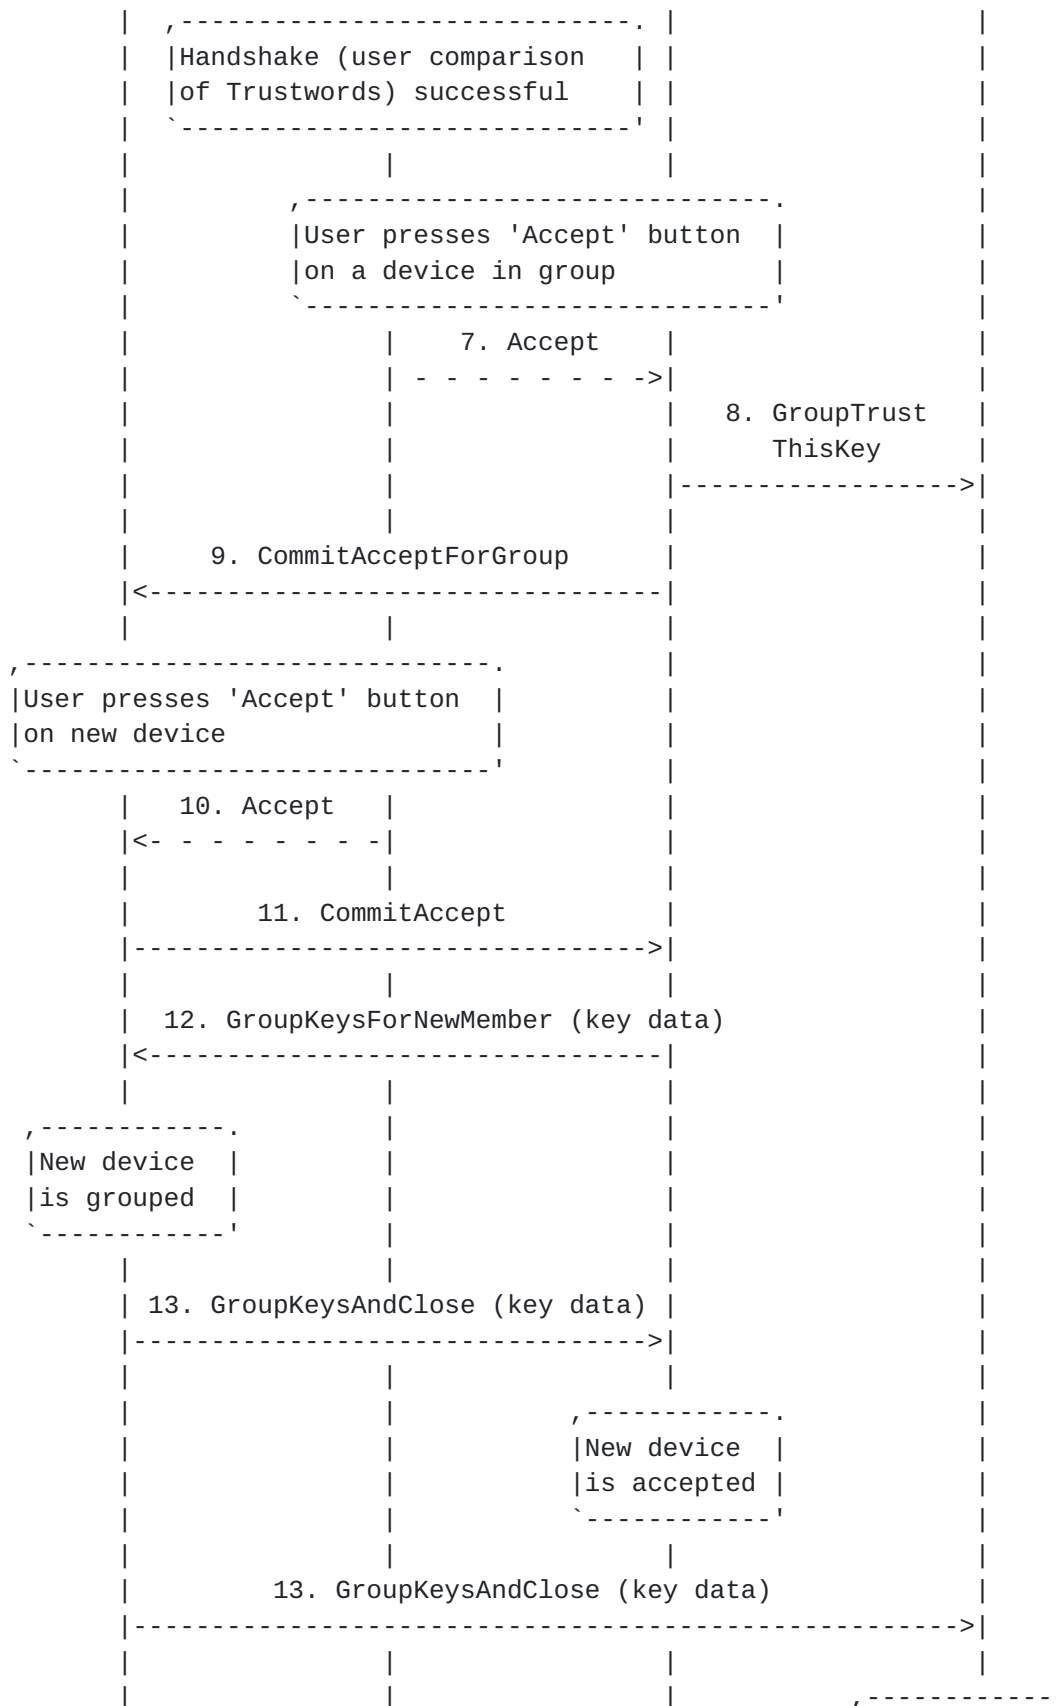 Handshake (user comparison
of Trustwords) successful
User presses 'Accept' button
on a device in group
7. Accept
8. GroupTrust
ThisKey
9. CommitAcceptForGroup
User presses 'Accept' button
on new device
10. Accept
11. CommitAccept
12. GroupKeysForNewMember (key data)
New device
is grouped
13. GroupKeysAndClose (key data)
New device
is accepted
13. GroupKeysAndClose (key data)